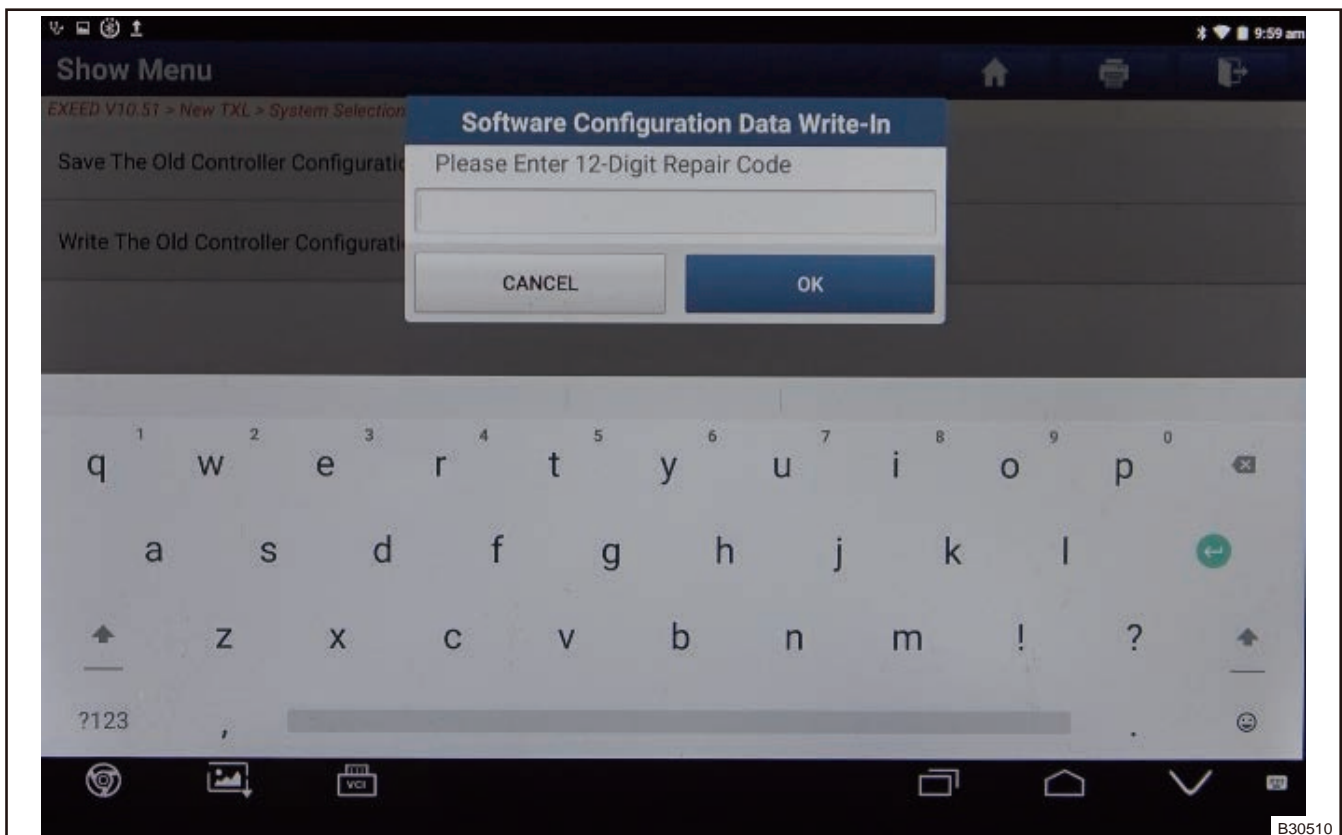 9:59 am
Show Menu
EXEED V10.51 > New TXL > System Selection
Software Configuration Data Write-In
Save The Old Controller Configuratic
Please Enter 12-Digit Repair Code
Write The Old Controller Configurati
CANCEL
OK
1 2 3 4 5 6 7 8 9 0
q w e r t y u i o p
a s d f g h j k l
z x c v b n m ! ?
?123 , .
VCI
B30510